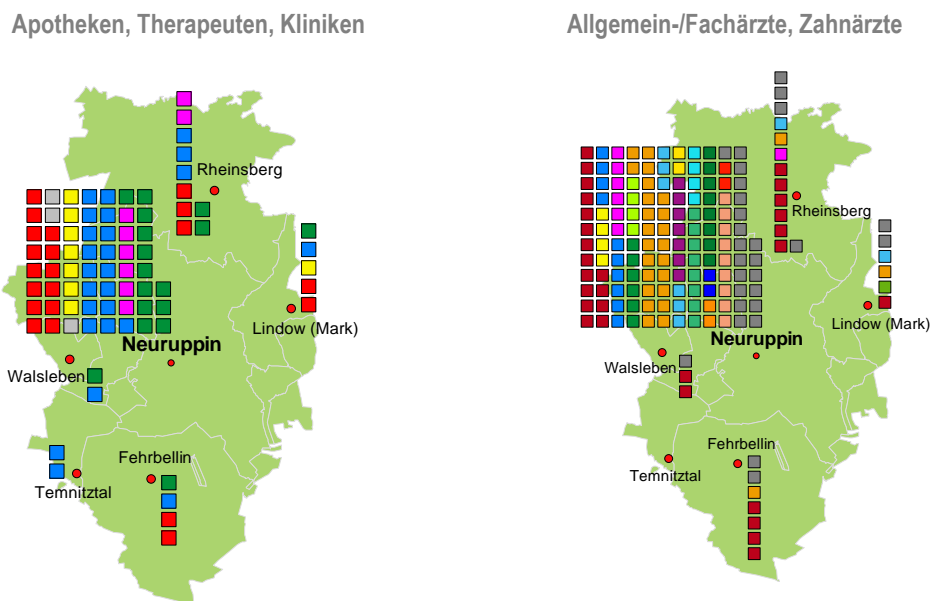 Apotheken, Therapeuten, Kliniken
Allgemein-/Fachärzte, Zahnärzte
Rheinsberg
Lindow (Mark)
Neuruppin
Walsleben
Fehrbellin
Temnitztal
Rheinsberg
Lindow (Mark)
Neuruppin
Walsleben
Fehrbellin
Temnitztal